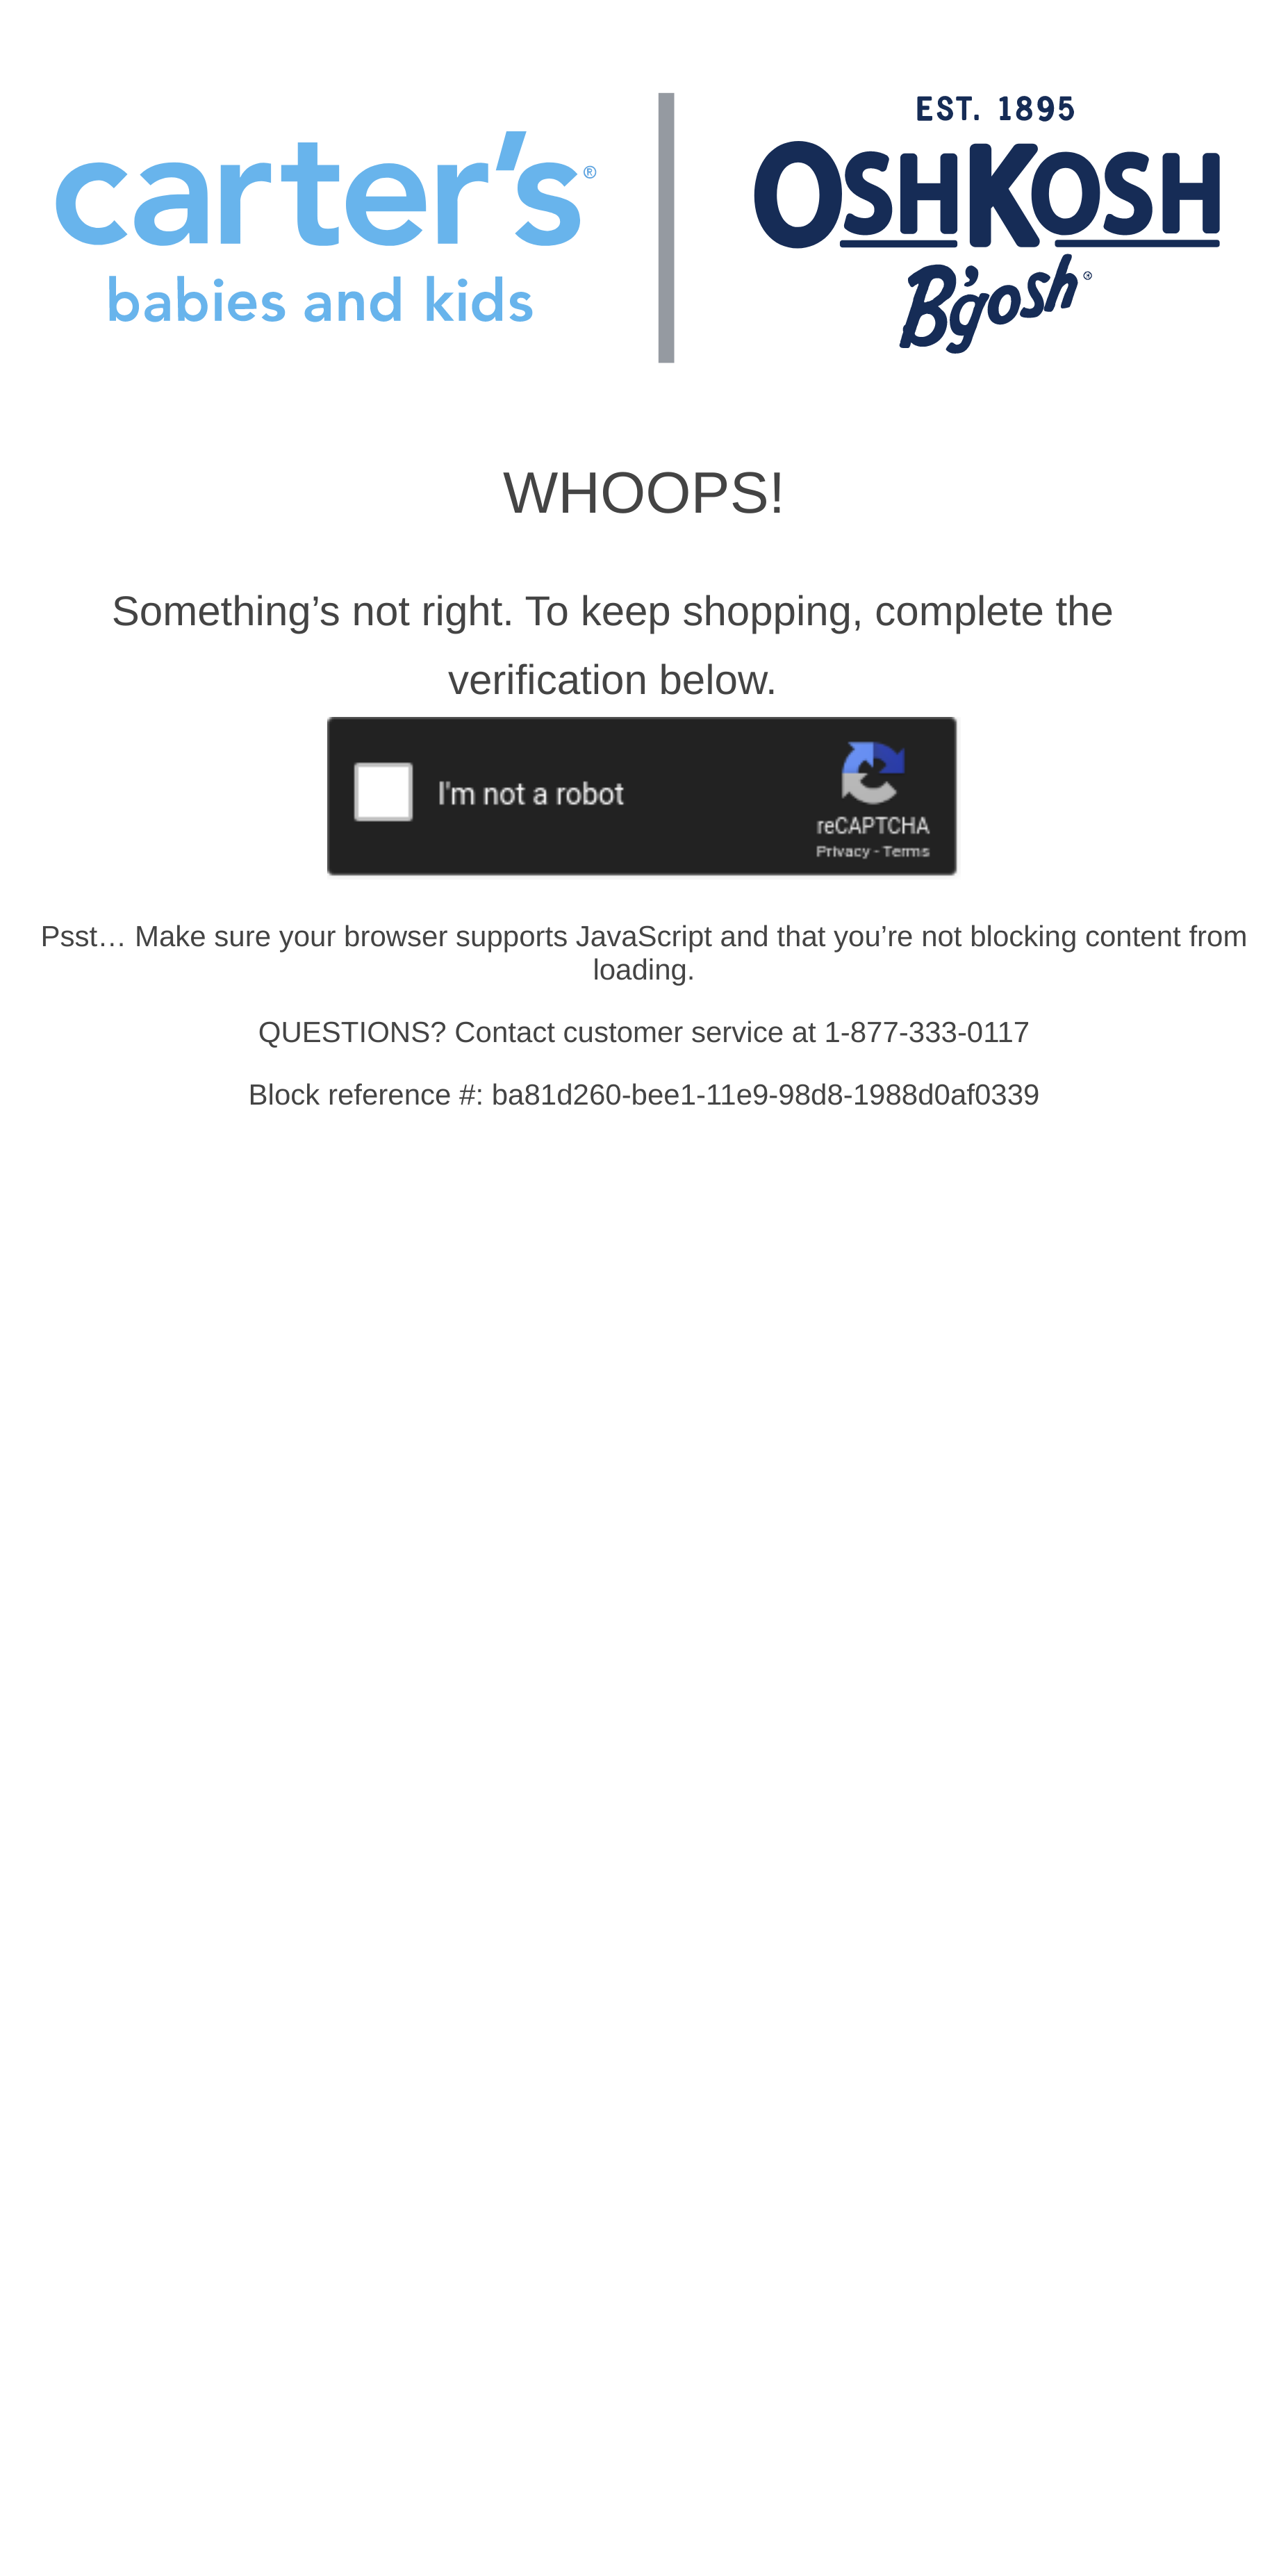 carter's®
babies and kids
EST. 1895
OSHKOSH
B'gosh®
WHOOPS!
Something’s not right. To keep shopping, complete the
verification below.
I'm not a robot
reCAPTCHA
Privacy - Terms
Psst… Make sure your browser supports JavaScript and that you’re not blocking content from
loading.
QUESTIONS? Contact customer service at 1-877-333-0117
Block reference #: ba81d260-bee1-11e9-98d8-1988d0af0339